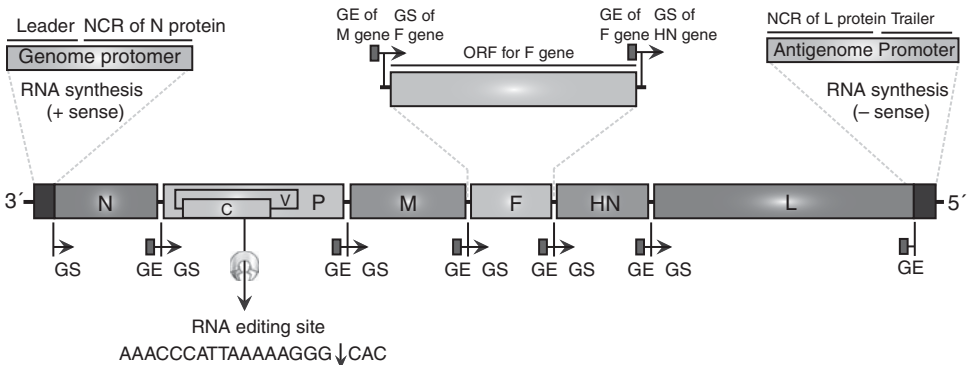 Leader NCR of N protein
Genome protomer
RNA synthesis
(+ sense)
GE of GS of
M gene F gene
ORF for F gene
GE of GS of
F gene HN gene
NCR of L protein Trailer
Antigenome Promoter
RNA synthesis
(– sense)
3´ N C V P M F HN L 5´
GS GE GS GE GS GE GS GE GS GE GS GE
RNA editing site
AAACCCATTAAAAAGGG CAC